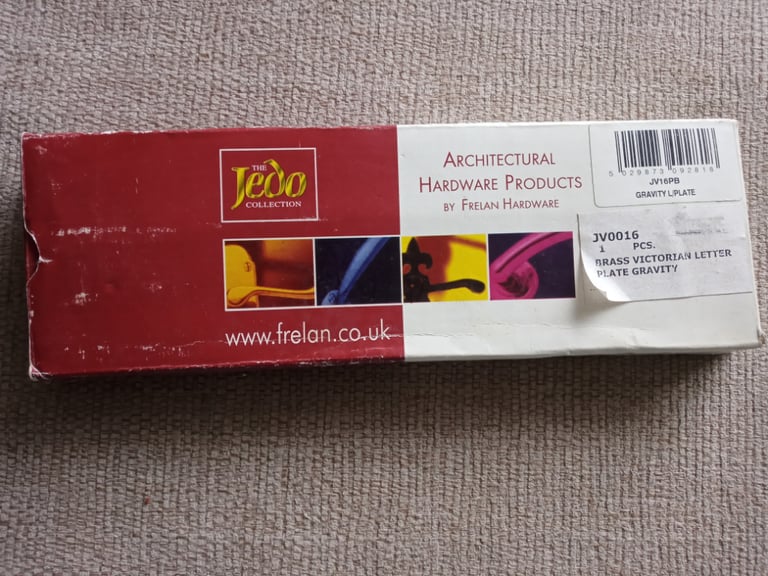 THE
Jedo
COLLECTION
www.frelan.co.uk
ARCHITECTURAL
HARDWARE PRODUCTS
BY FRELAN HARDWARE
5 029873 092818
JV16PB
GRAVITY L/PLATE
JV0016
1 PCS.
BRASS VICTORIAN LETTER
PLATE GRAVITY